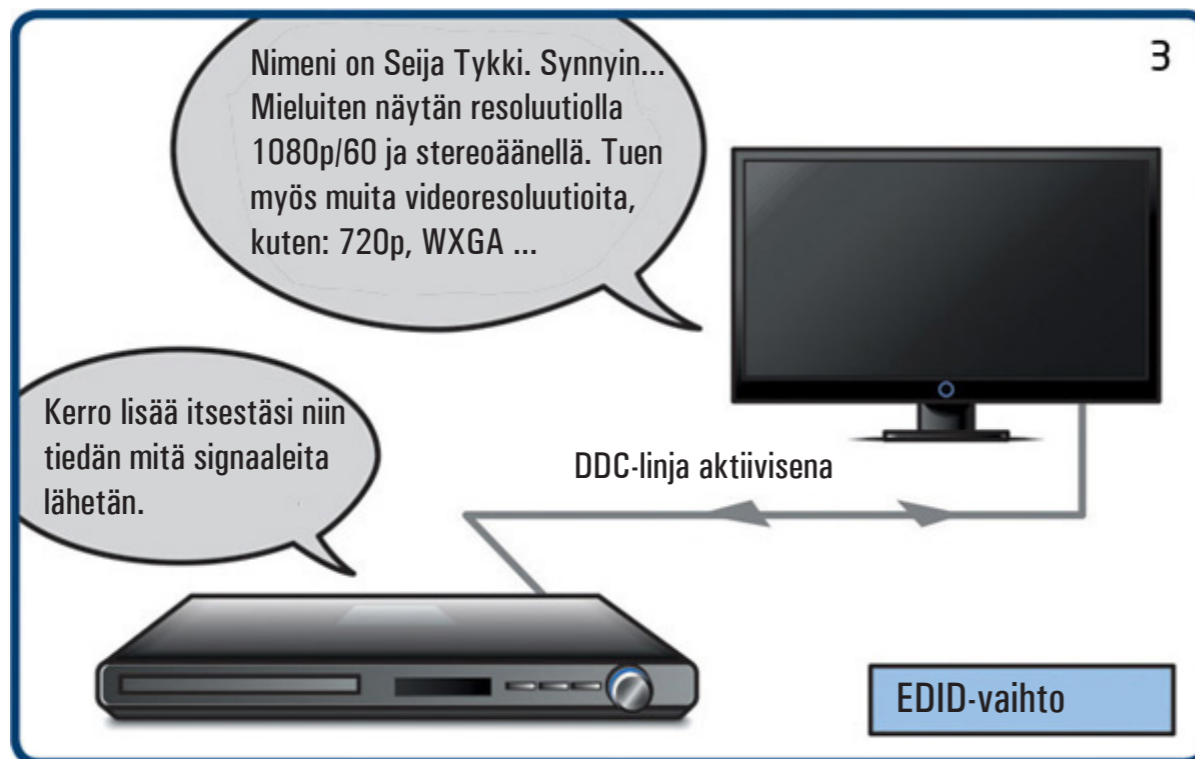 3
Nimeni on Seija Tykki. Synnyin...
Mieluiten näytän resoluutiolla
1080p/60 ja stereoäänellä. Tuen
myös muita videoresoluutioita,
kuten: 720p, WXGA ...
Kerro lisää itsestäsi niin
tiedän mitä signaaleita
lähetän.
DDC-linja aktiivisena
EDID-vaihto